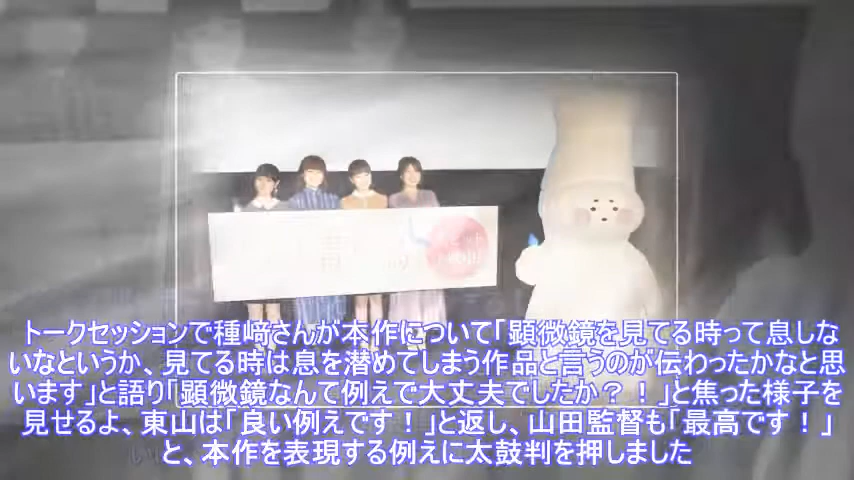 トークセッションで種﨑さんが本作について「顕微鏡を見てる時って息しな
いなというか、見てる時は息を潜めてしまう作品と言うのが伝わったかなと思
います」と語り「顕微鏡なんて例えで大丈夫でしたか？！」と焦った様子を
見せるよ、東山は「良い例えです！」と返し、山田監督も「最高です！」
と、本作を表現する例えに太鼓判を押しました